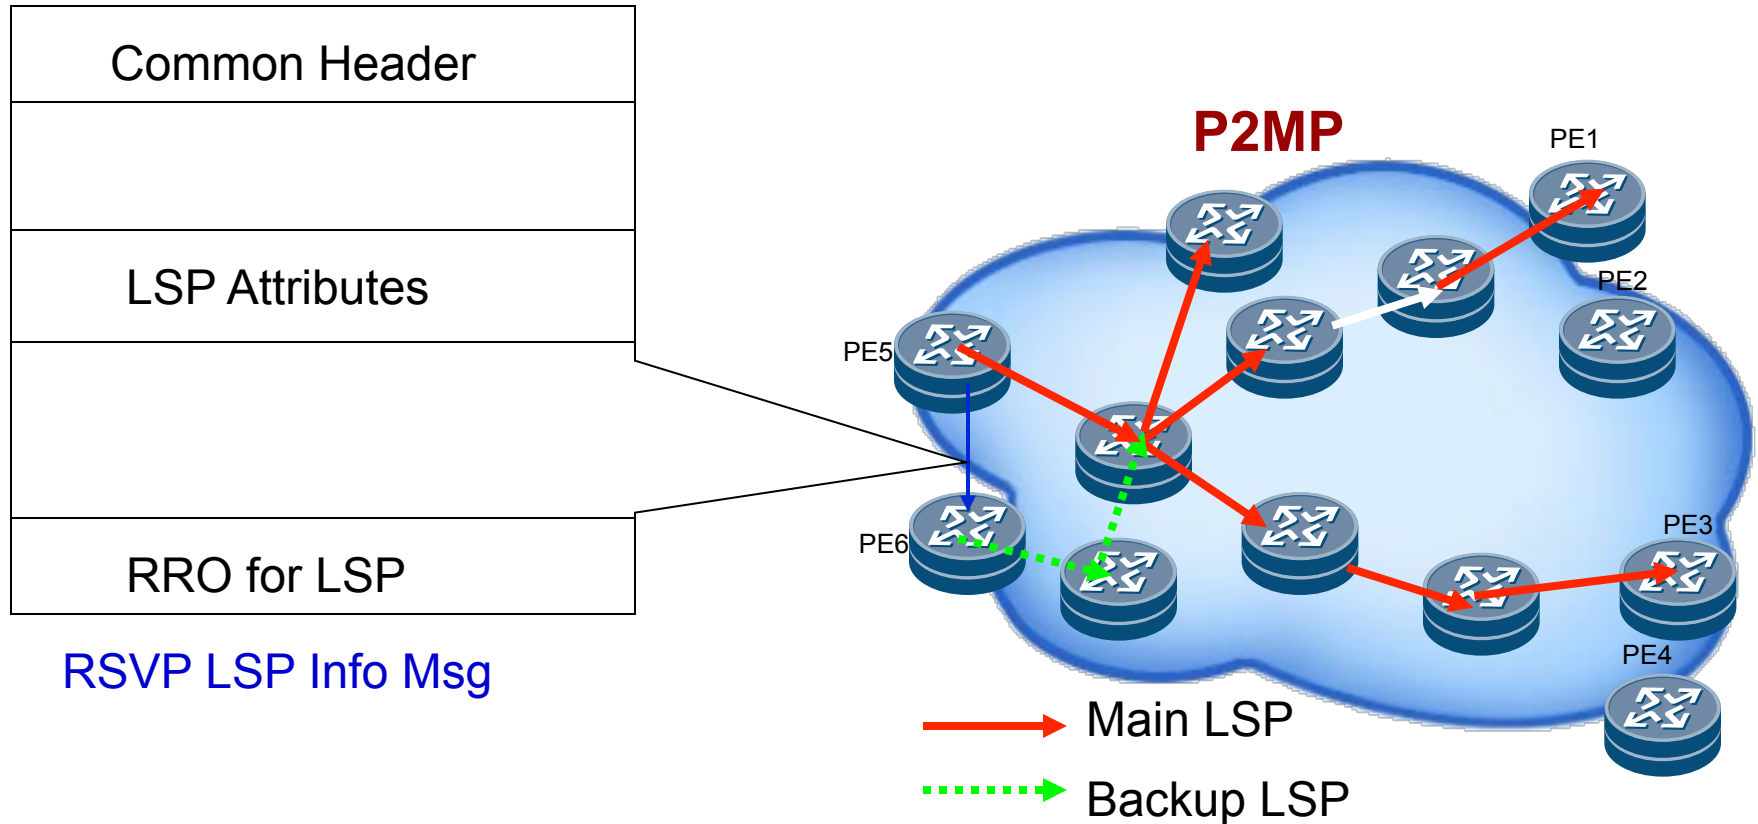 Common Header
LSP Attributes
RRO for LSP
RSVP LSP Info Msg
P2MP
PE1
PE2
PE5
PE6
PE3
PE4
Main LSP
Backup LSP